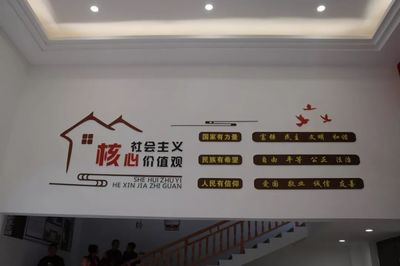 核心
社会主义
价值观
SHE HUI ZHU YI
HE XIN JIA ZHI GUAN
国家有力量 富强 民主 文明 和谐
民族有希望 自由 平等 公正 法治
人民有信仰 爱国 敬业 诚信 友善